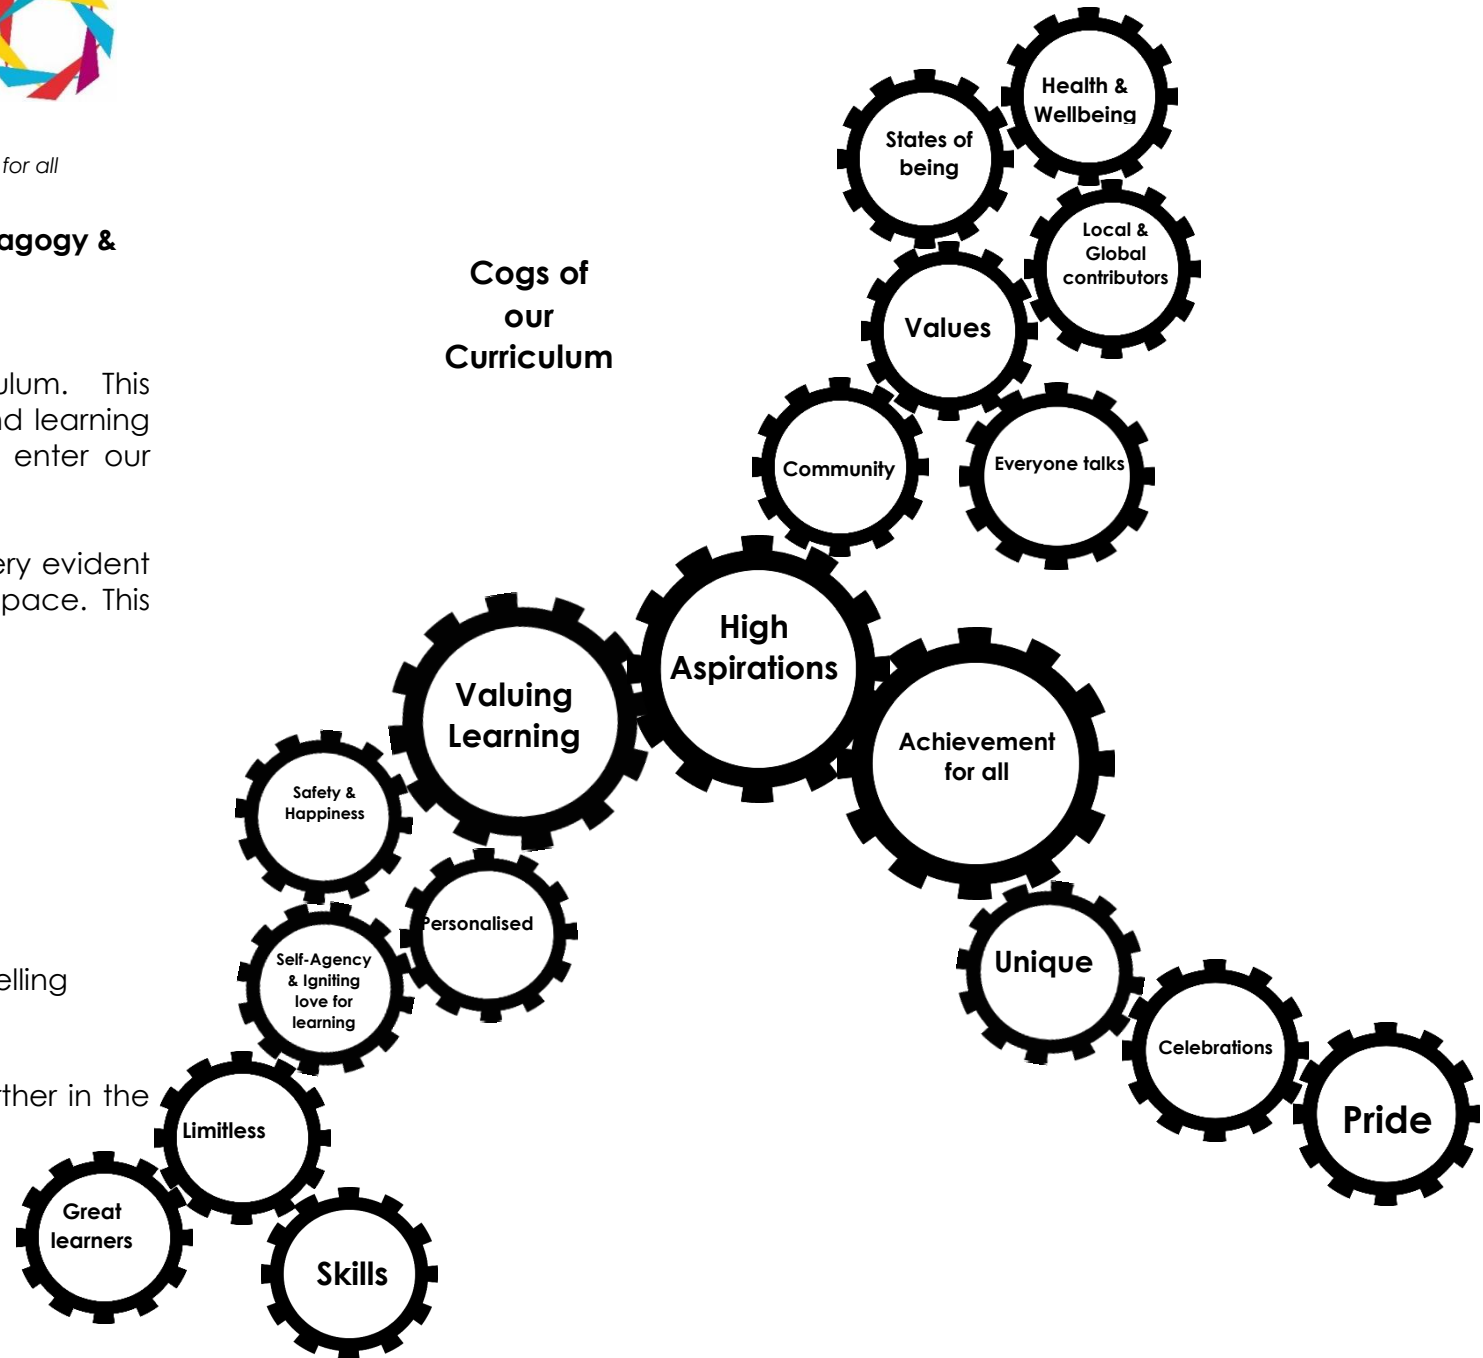 for all
agogy &
ulum. This
nd learning
enter our
ery evident
pace. This
elling
rther in the
Cogs of
our
Curriculum
Health &
Wellbeing
States of
being
Local &
Global
contributors
Values
Community
Everyone talks
High
Aspirations
Valuing
Learning
Achievement
for all
Safety &
Happiness
Personalised
Self-Agency
& Igniting
love for
learning
Unique
Celebrations
Pride
Limitless
Great
learners
Skills